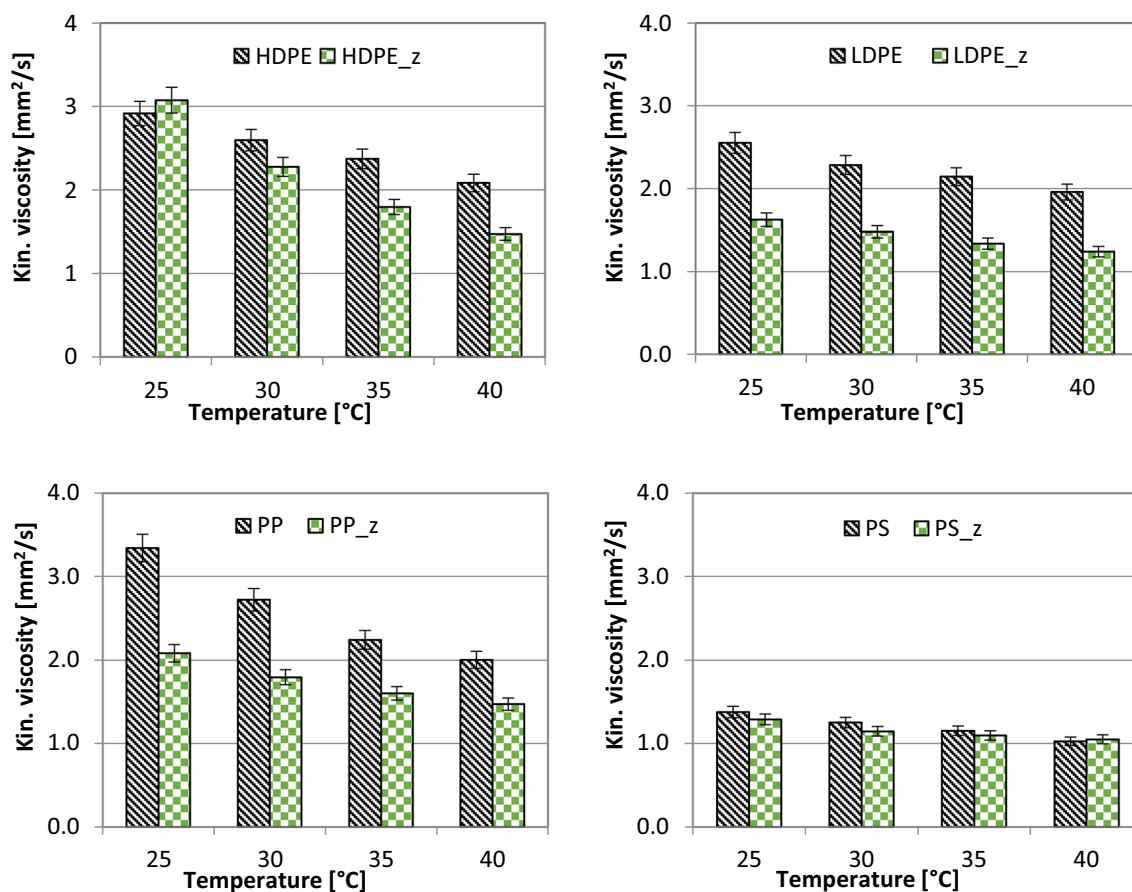 Kin. viscosity [mm²/s]
4
3
2
1
0
HDPE HDPE_z
25 30 35 40
Temperature [°C]
Kin. viscosity [mm²/s]
4.0
3.0
2.0
1.0
0.0
LDPE LDPE_z
25 30 35 40
Temperature [°C]
Kin. viscosity [mm²/s]
4.0
3.0
2.0
1.0
0.0
PP PP_z
25 30 35 40
Temperature [°C]
Kin. viscosity [mm²/s]
4.0
3.0
2.0
1.0
0.0
PS PS_z
25 30 35 40
Temperature [°C]